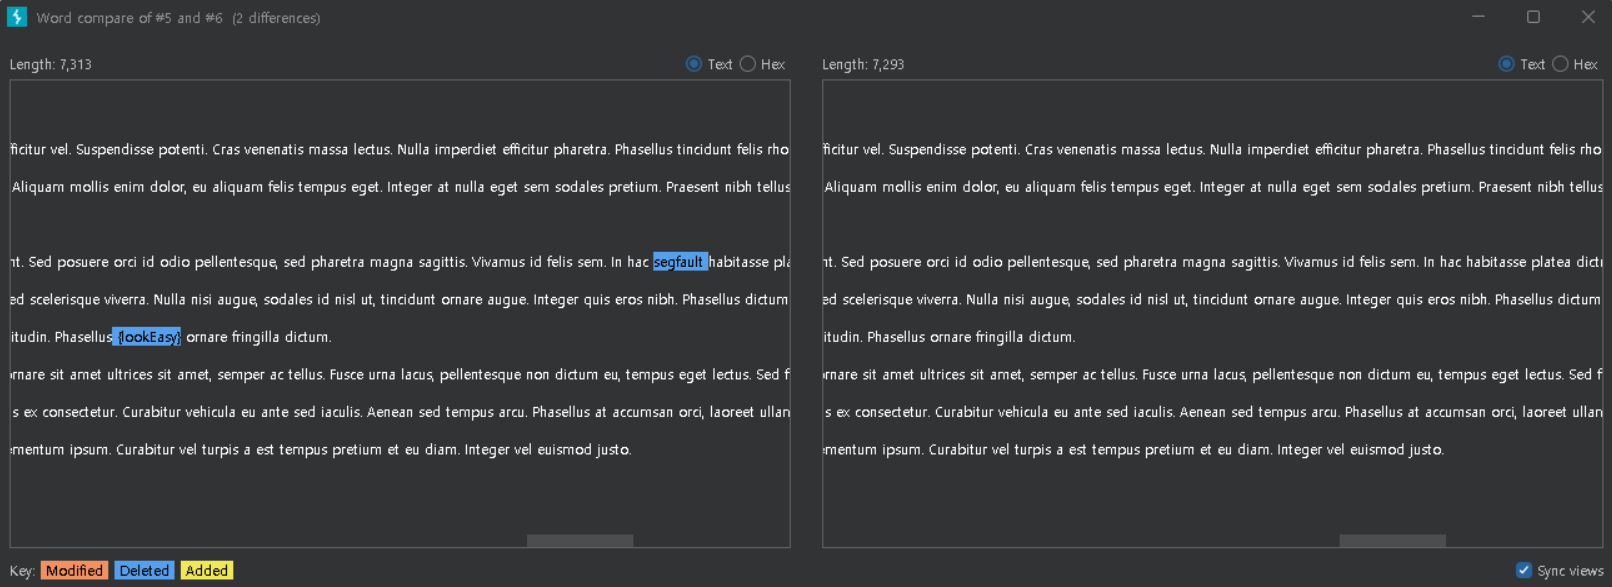 Word compare of #5 and #6 (2 differences)
Length: 7,313
Text
Hex
ficitur vel. Suspendisse potenti. Cras venenatis massa lectus. Nulla imperdiet efficitur pharetra. Phasellus tincidunt felis rho
Aliquam mollis enim dolor, eu aliquam felis tempus eget. Integer at nulla eget sem sodales pretium. Praesent nibh tellus
nt. Sed posuere orci id odio pellentesque, sed pharetra magna sagittis. Vivamus id felis sem. In hac segfault habitasse pla
ed scelerisque viverra. Nulla nisi augue, sodales id nisl ut, tincidunt ornare augue. Integer quis eros nibh. Phasellus dictum
itudin. Phasellus {lookEasy} ornare fringilla dictum.
ornare sit amet ultrices sit amet, semper ac tellus. Fusce urna lacus, pellentesque non dictum eu, tempus eget lectus. Sed f
s ex consectetur. Curabitur vehicula eu ante sed iaculis. Aenean sed tempus arcu. Phasellus at accumsan orci, laoreet ullan
ementum ipsum. Curabitur vel turpis a est tempus pretium et eu diam. Integer vel euismod justo.
Length: 7,293
Text
Hex
ficitur vel. Suspendisse potenti. Cras venenatis massa lectus. Nulla imperdiet efficitur pharetra. Phasellus tincidunt felis rho
Aliquam mollis enim dolor, eu aliquam felis tempus eget. Integer at nulla eget sem sodales pretium. Praesent nibh tellus
nt. Sed posuere orci id odio pellentesque, sed pharetra magna sagittis. Vivamus id felis sem. In hac habitasse platea dictu
ed scelerisque viverra. Nulla nisi augue, sodales id nisl ut, tincidunt ornare augue. Integer quis eros nibh. Phasellus dictum
itudin. Phasellus ornare fringilla dictum.
ornare sit amet ultrices sit amet, semper ac tellus. Fusce urna lacus, pellentesque non dictum eu, tempus eget lectus. Sed f
s ex consectetur. Curabitur vehicula eu ante sed iaculis. Aenean sed tempus arcu. Phasellus at accumsan orci, laoreet ullan
ementum ipsum. Curabitur vel turpis a est tempus pretium et eu diam. Integer vel euismod justo.
Key: Modified Deleted Added
Sync views